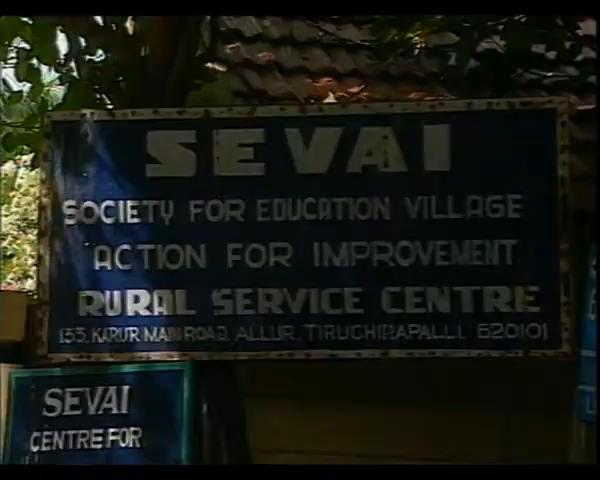 SEVAI
SOCIETY FOR EDUCATION VILLAGE
ACTION FOR IMPROVEMENT
RURAL SERVICE CENTRE
155, KARUR MAIN ROAD, ALLUR, TIRUCHIRAPALLI. 620101
SEVAI
CENTRE FOR